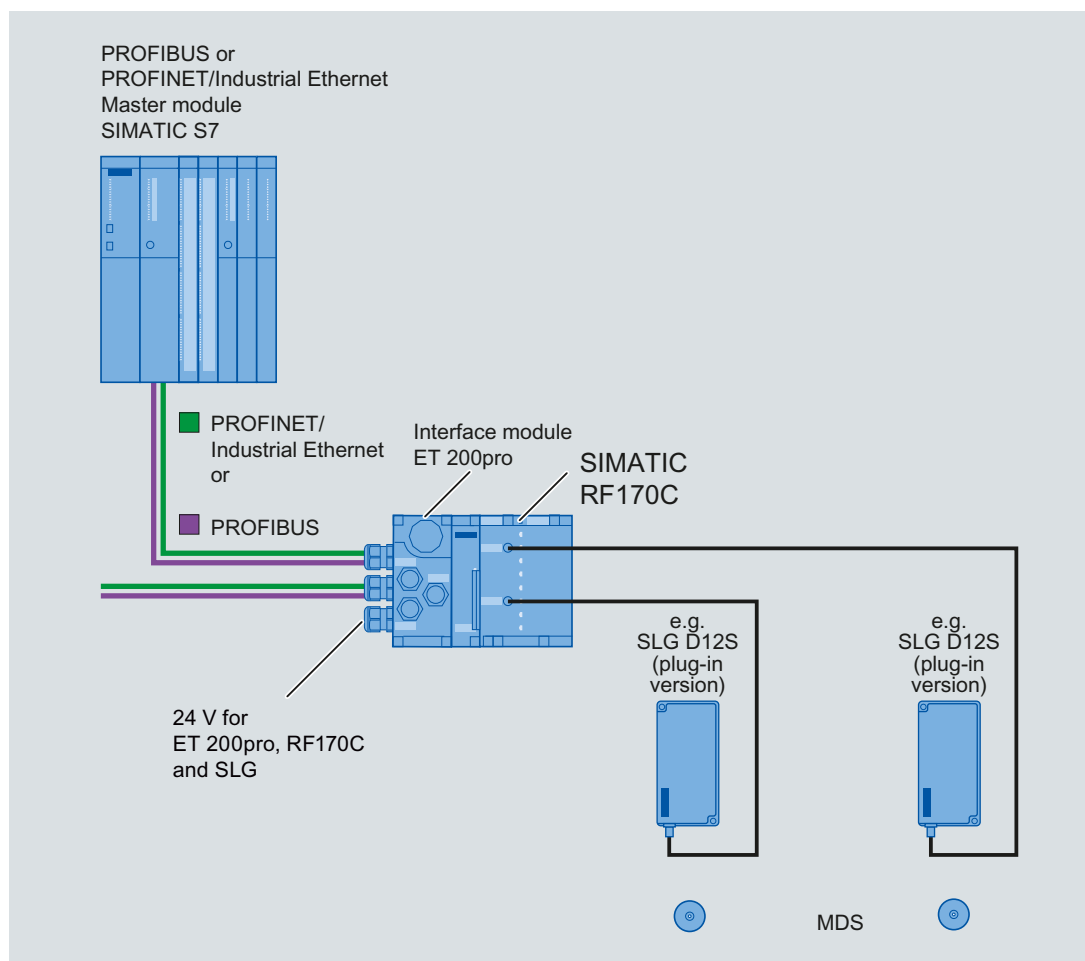 PROFIBUS or
PROFINET/Industrial Ethernet
Master module
SIMATIC S7
PROFINET/
Industrial Ethernet
or
PROFIBUS
Interface module
ET 200pro
SIMATIC
RF170C
24 V for
ET 200pro, RF170C
and SLG
e.g.
SLG D12S
(plug-in
version)
e.g.
SLG D12S
(plug-in
version)
MDS